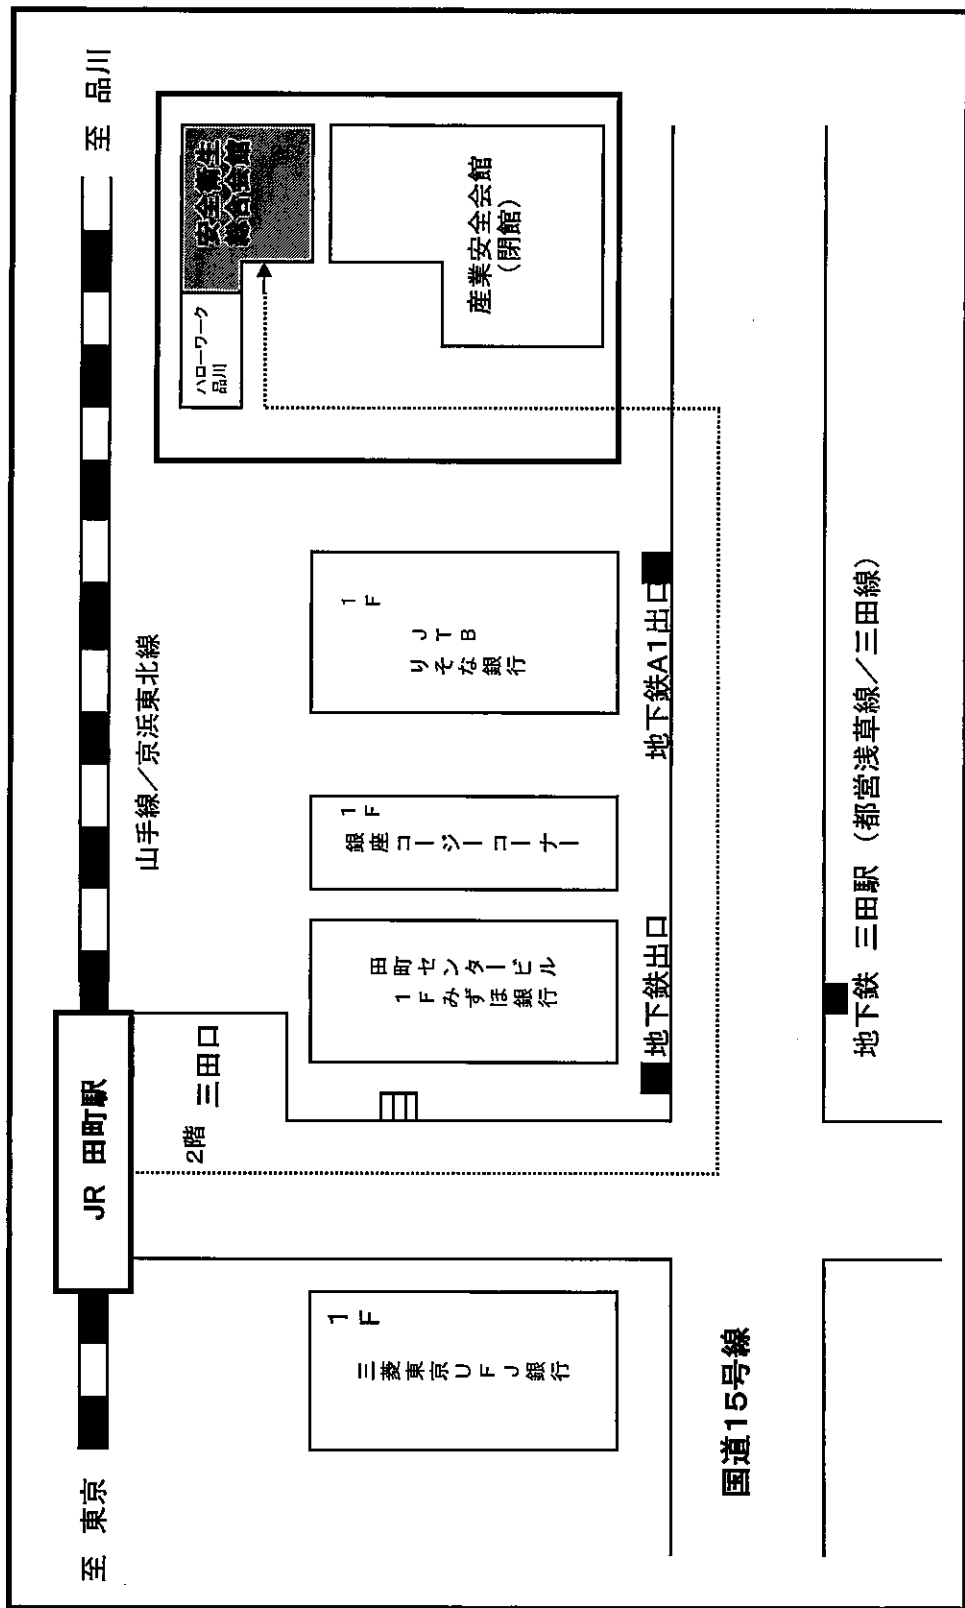 至 東京
JR 田町駅
至 品川
山手線／京浜東北線
2階 三田口
ハローワーク
品川
安全衛生
総合会館
産業安全会館
（閉館）
1F
三菱東京UFJ銀行
田町センタービル
1Fみずほ銀行
1F
銀座コージーコーナー
1F
JTB
りそな銀行
地下鉄出口
地下鉄A1出口
国道15号線
地下鉄 三田駅（都営浅草線／三田線）